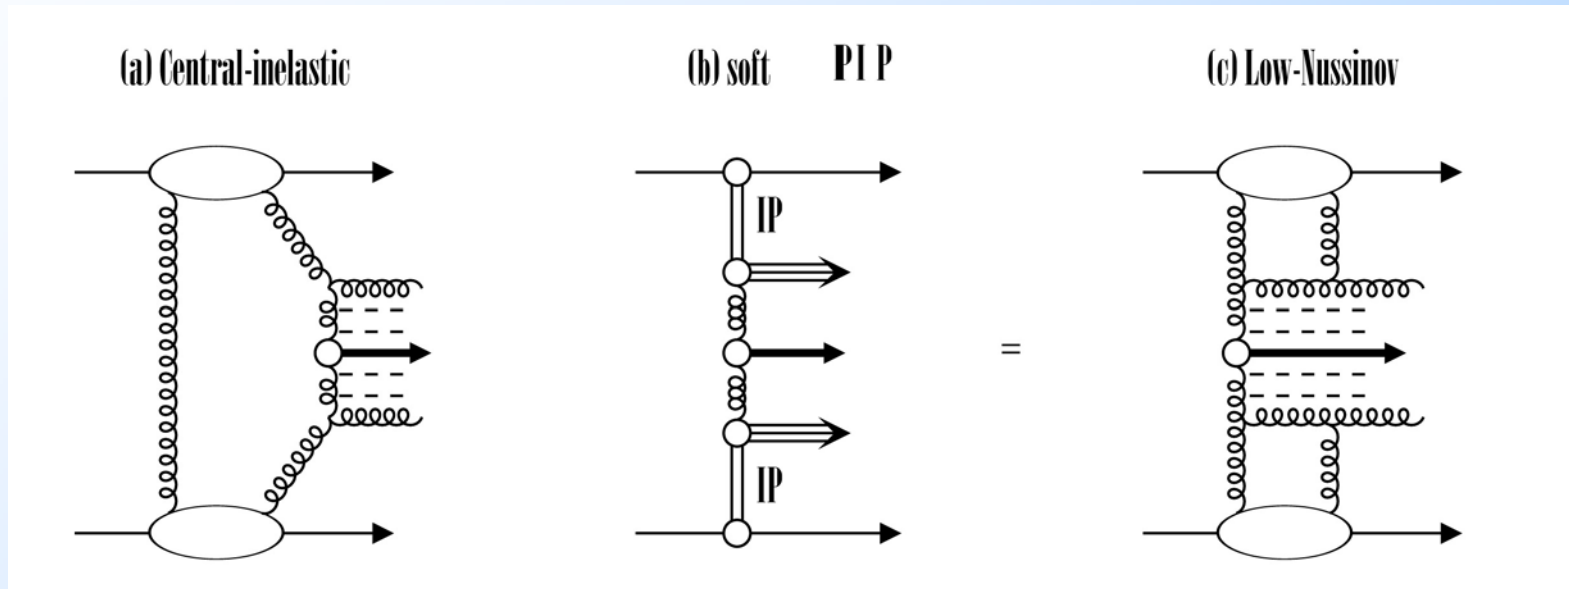 (a) Central-inelastic
(b) soft PI P
(c) Low-Nussinov
IP
=
IP